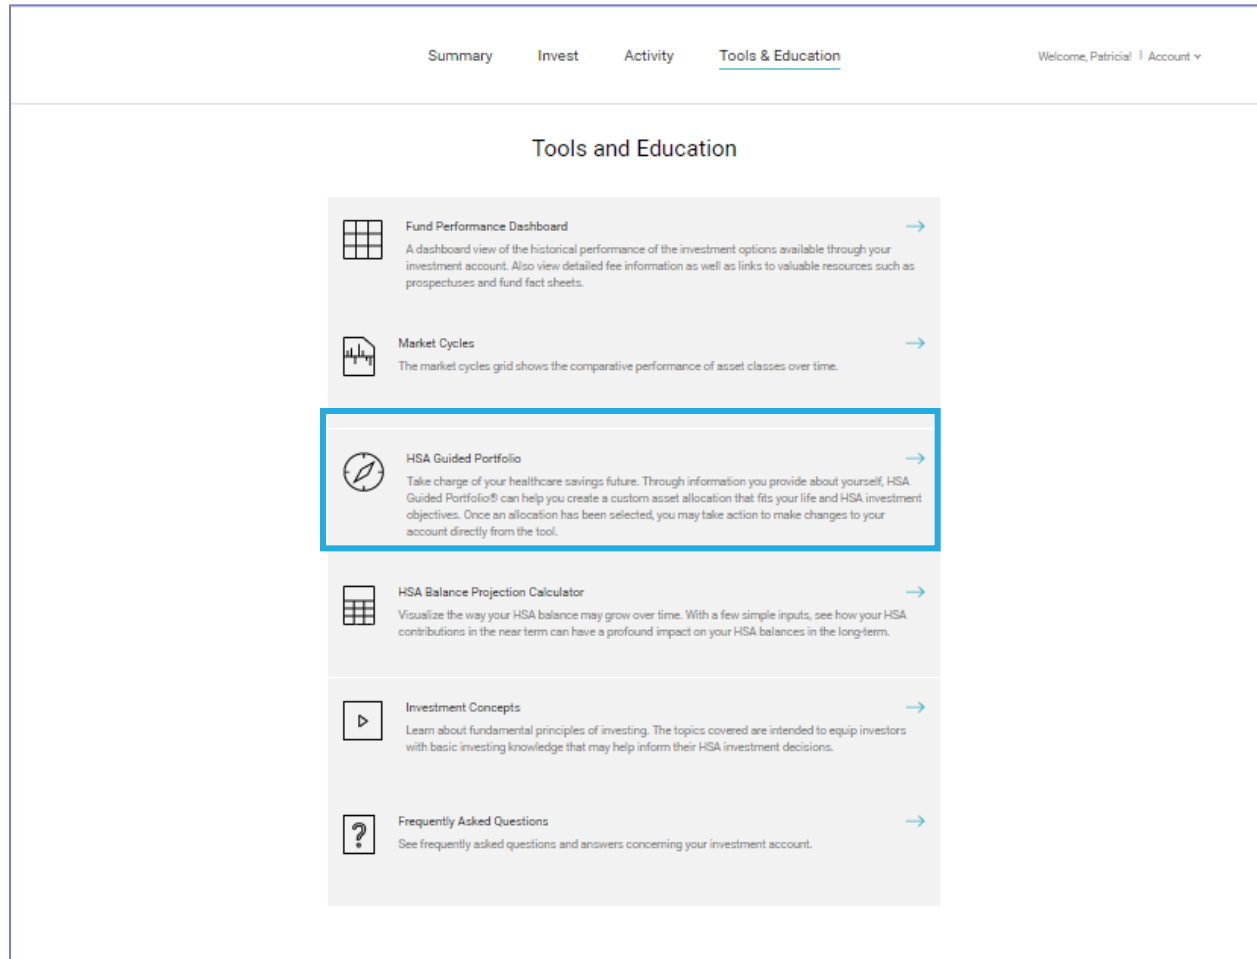 Summary Invest Activity Tools & Education Welcome, Patricia! | Account
Tools and Education
Fund Performance Dashboard
A dashboard view of the historical performance of the investment options available through your
investment account. Also view detailed fee information as well as links to valuable resources such as
prospectuses and fund fact sheets.
Market Cycles
The market cycles grid shows the comparative performance of asset classes over time.
HSA Guided Portfolio
Take charge of your healthcare savings future. Through information you provide about yourself, HSA
Guided Portfolio® can help you create a custom asset allocation that fits your life and HSA investment
objectives. Once an allocation has been selected, you may take action to make changes to your
account directly from the tool.
HSA Balance Projection Calculator
Visualize the way your HSA balance may grow over time. With a few simple inputs, see how your HSA
contributions in the near term can have a profound impact on your HSA balances in the long-term.
Investment Concepts
Learn about fundamental principles of investing. The topics covered are intended to equip investors
with basic investing knowledge that may help inform their HSA investment decisions.
Frequently Asked Questions
See frequently asked questions and answers concerning your investment account.